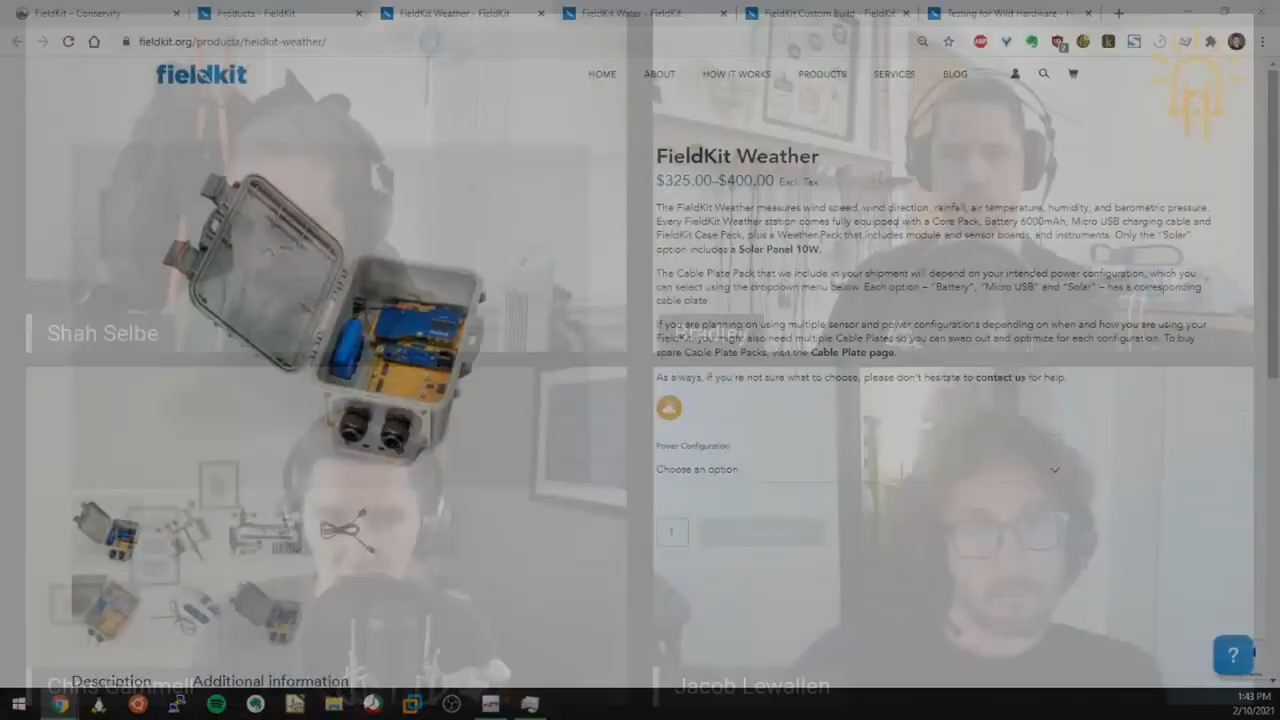 FieldKit – Conservify
Products - FieldKit
FieldKit Weather - FieldKit
FieldKit Water - FieldKit
FieldKit Custom Build - FieldKit
Testing for Wild Hardware - H
fieldkit.org/products/fieldkit-weather/
fieldkit
HOME
ABOUT
HOW IT WORKS
PRODUCTS
SERVICES
BLOG
FieldKit Weather
$325.00–$400.00 Excl. Tax
The FieldKit Weather measures wind speed, wind direction, rainfall, air temperature, humidity, and barometric pressure.
Every FieldKit Weather station comes fully equipped with a Core Pack, Battery 6000mAh, Micro USB charging cable and
FieldKit Case Pack, plus a Weather Pack that includes module and sensor boards, and instruments. Only the "Solar"
option includes a Solar Panel 10W.
The Cable Plate Pack that we include in your shipment will depend on your intended power configuration, which you
can select using the dropdown menu below. Each option – "Battery", "Micro USB" and "Solar" – has a corresponding
cable plate.
If you are planning on using multiple sensor and power configurations depending on when and how you are using your
FieldKit, you might also need multiple Cable Plates so you can swap out and optimize for each configuration. To buy
spare Cable Plate Packs, visit the Cable Plate page.
As always, if you're not sure what to choose, please don't hesitate to contact us for help.
Power Configuration
Choose an option
1
Shah Selbe
Description
Additional information
Chris Gammell
Jacob Lewallen
?
1:43 PM
2/10/2021